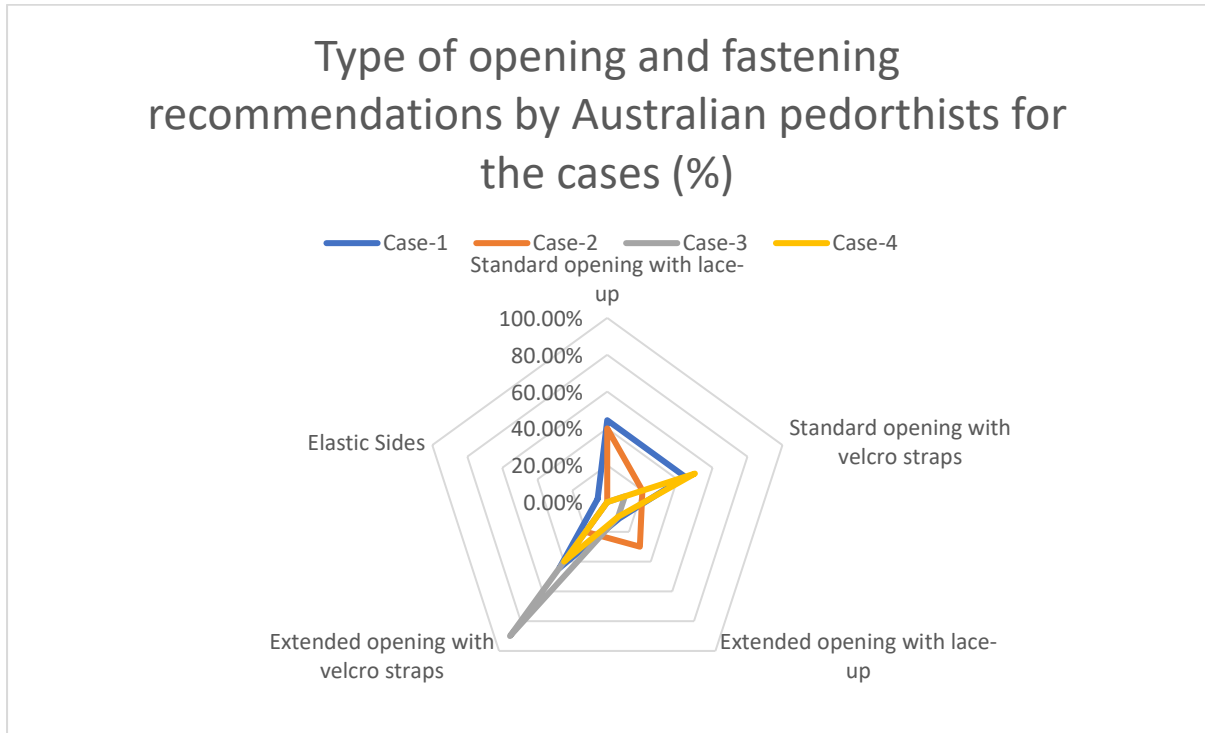 Type of opening and fastening
recommendations by Australian pedorthists for
the cases (%)
Case-1 Case-2 Case-3 Case-4
Standard opening with lace-
up
100.00%
80.00%
60.00%
40.00%
20.00%
0.00%
Standard opening with
velcro straps
Elastic Sides
Extended opening with
velcro straps
Extended opening with lace-
up